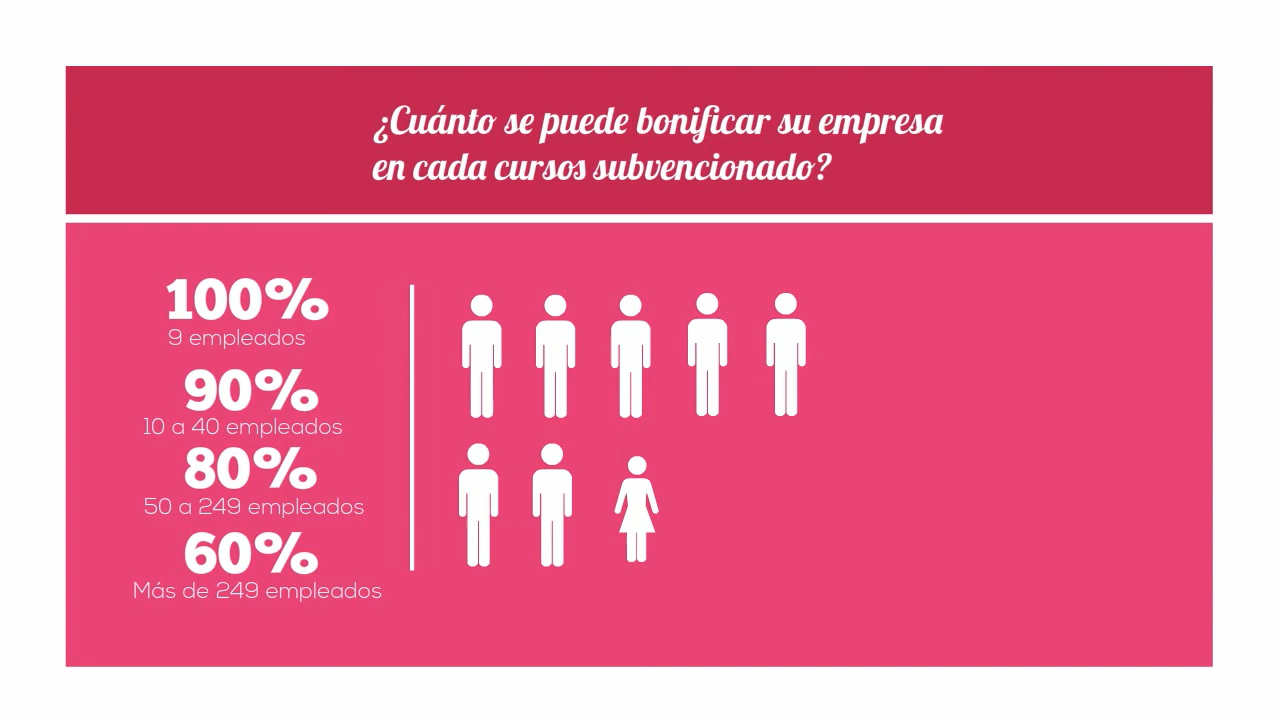 ¿Cuánto se puede bonificar su empresa
en cada cursos subvencionado?
100%
9 empleados
90%
10 a 40 empleados
80%
50 a 249 empleados
60%
Más de 249 empleados